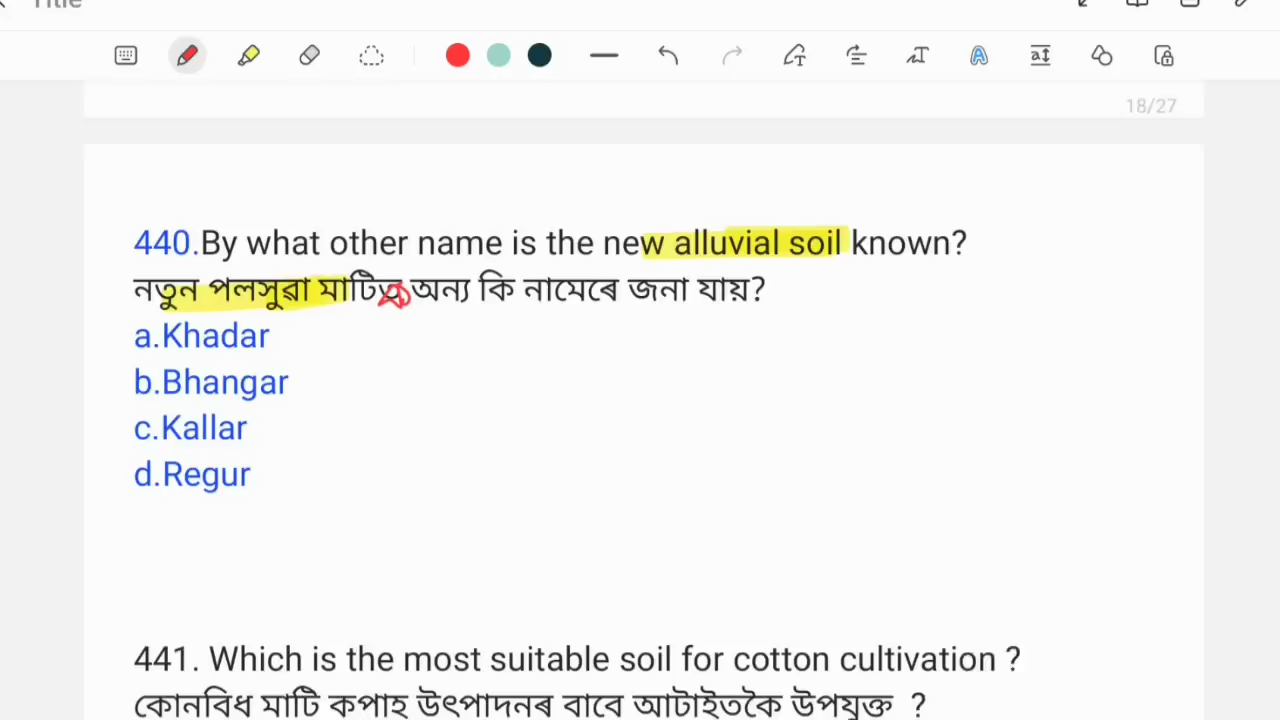 Title
18/27
440.By what other name is the new alluvial soil known?
নতুন পলসুৱা মাটিত অন্য কি নামেৰে জনা যায়?
a.Khadar
b.Bhangar
c.Kallar
d.Regur
441. Which is the most suitable soil for cotton cultivation ?
কোনবিধ মাটি কপাহ উৎপাদনৰ বাবে আটাইতকৈ উপযুক্ত ?